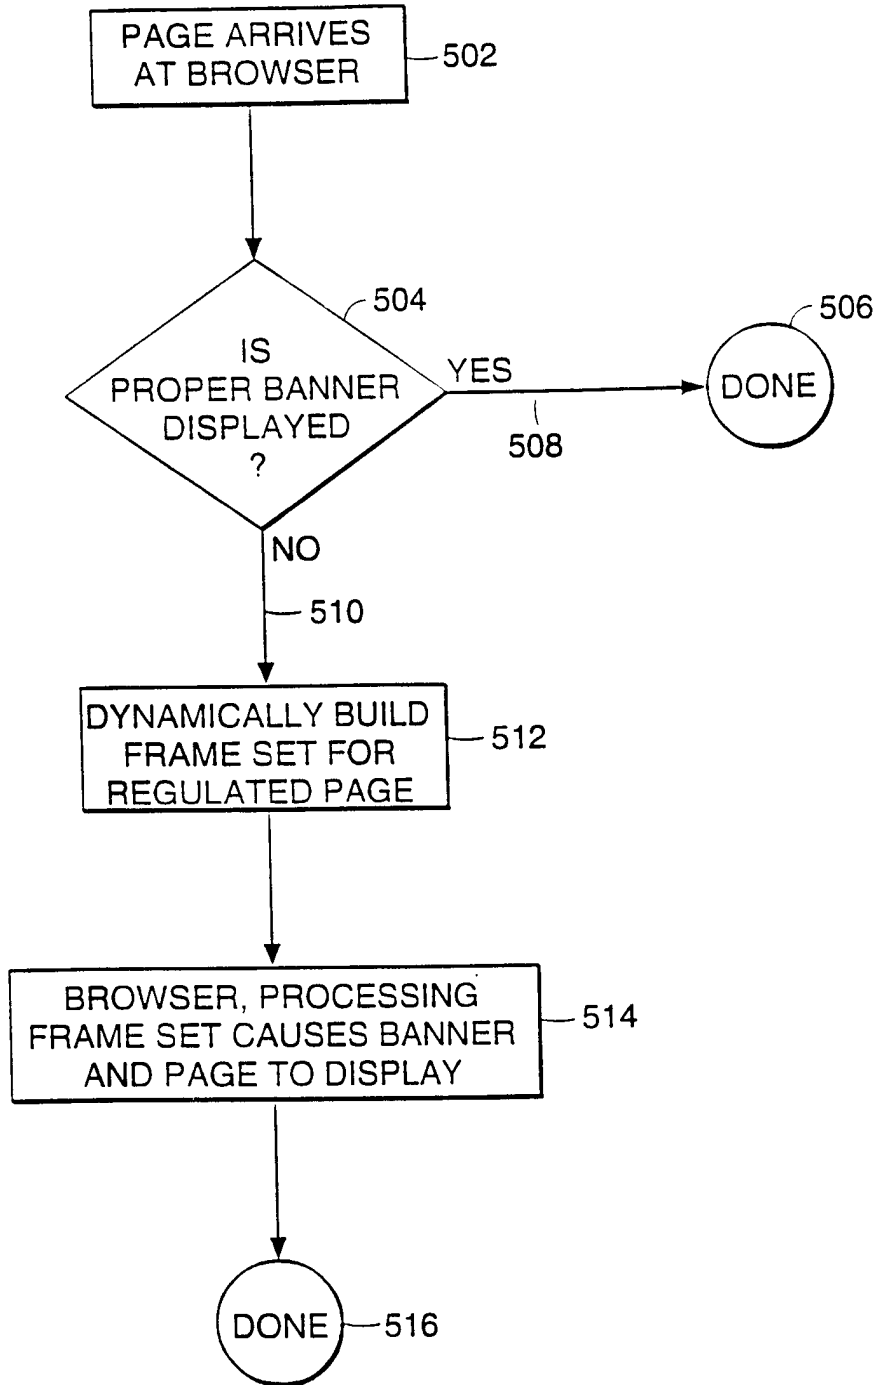 PAGE ARRIVES
AT BROWSER
502
504
IS
PROPER BANNER
DISPLAYED
?
YES
508
506
DONE
NO
510
DYNAMICALLY BUILD
FRAME SET FOR
REGULATED PAGE
512
BROWSER, PROCESSING
FRAME SET CAUSES BANNER
AND PAGE TO DISPLAY
514
DONE
516